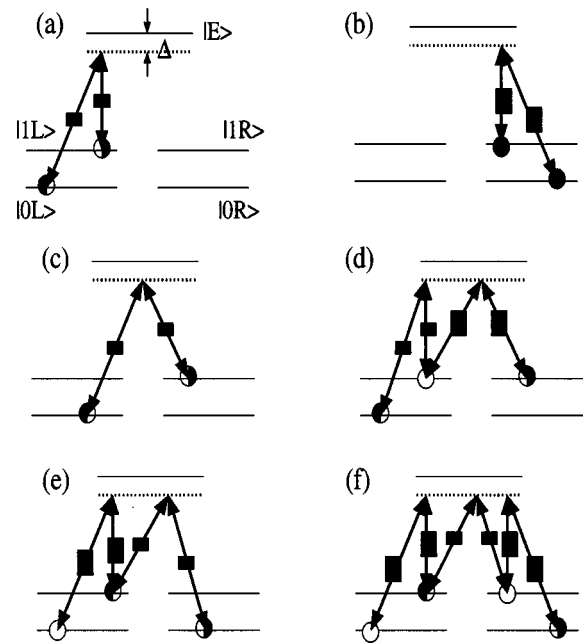 (a) |E> (b)
Δ
|1L> |1R>
|0L> |0R>
(c) (d)
(e) (f)